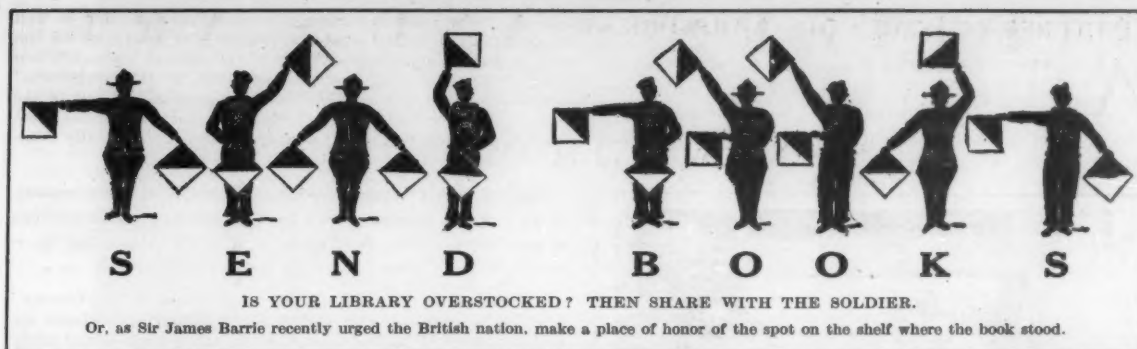 S E N D B O O K S
IS YOUR LIBRARY OVERSTOCKED? THEN SHARE WITH THE SOLDIER.
Or, as Sir James Barrie recently urged the British nation, make a place of honor of the spot on the shelf where the book stood.